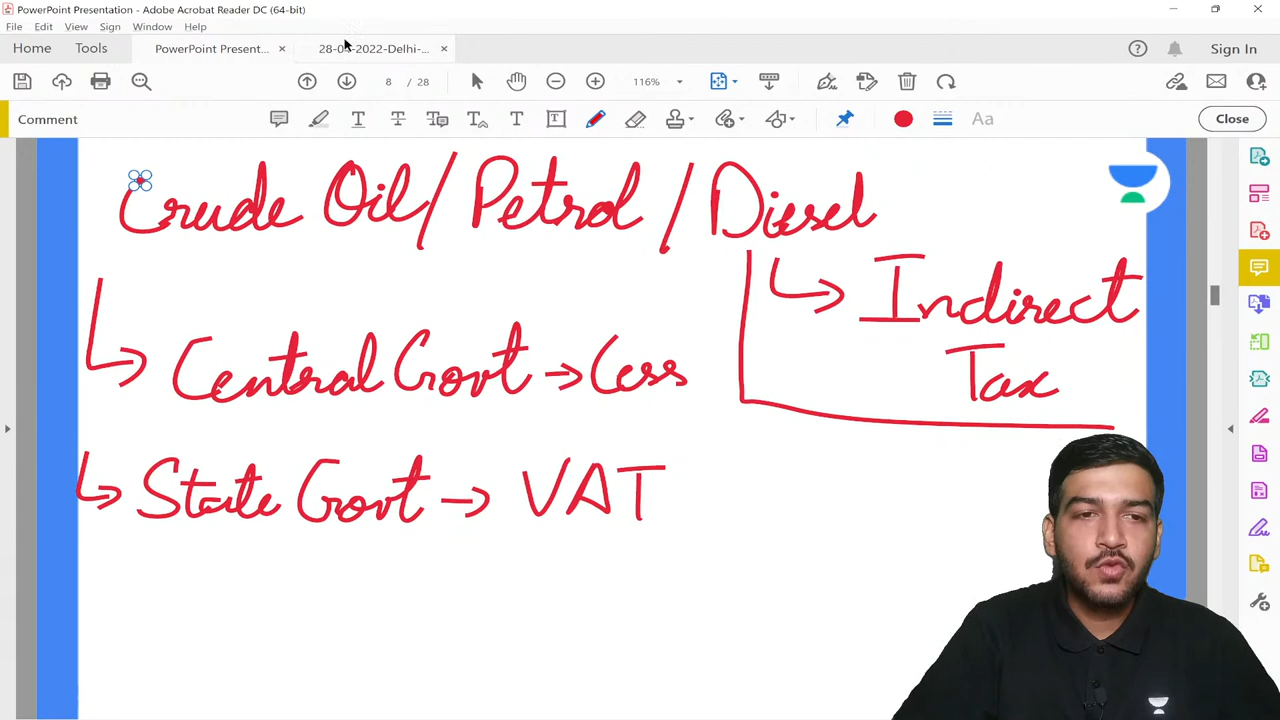 PowerPoint Presentation - Adobe Acrobat Reader DC (64-bit)
File Edit View Sign Window Help
Home Tools PowerPoint Present... × 28-04-2022-Delhi-... × Sign In
8 / 28 116%
Comment Aa Close
Crude Oil/ Petrol / Diesel
Indirect
Tax
Central Govt → Cess
State Govt → VAT